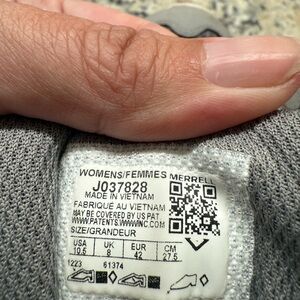 WOMENS/FEMMES MERRELL
J037828
MADE IN VIETNAM
FABRIQUÉ AU VIETNAM
MAY BE COVERED BY US PAT
WWW.PATENTS.WWWINC.COM
SIZE/GRANDEUR
USA UK EUR CM
10.5 8 42 27.5
1223 61374